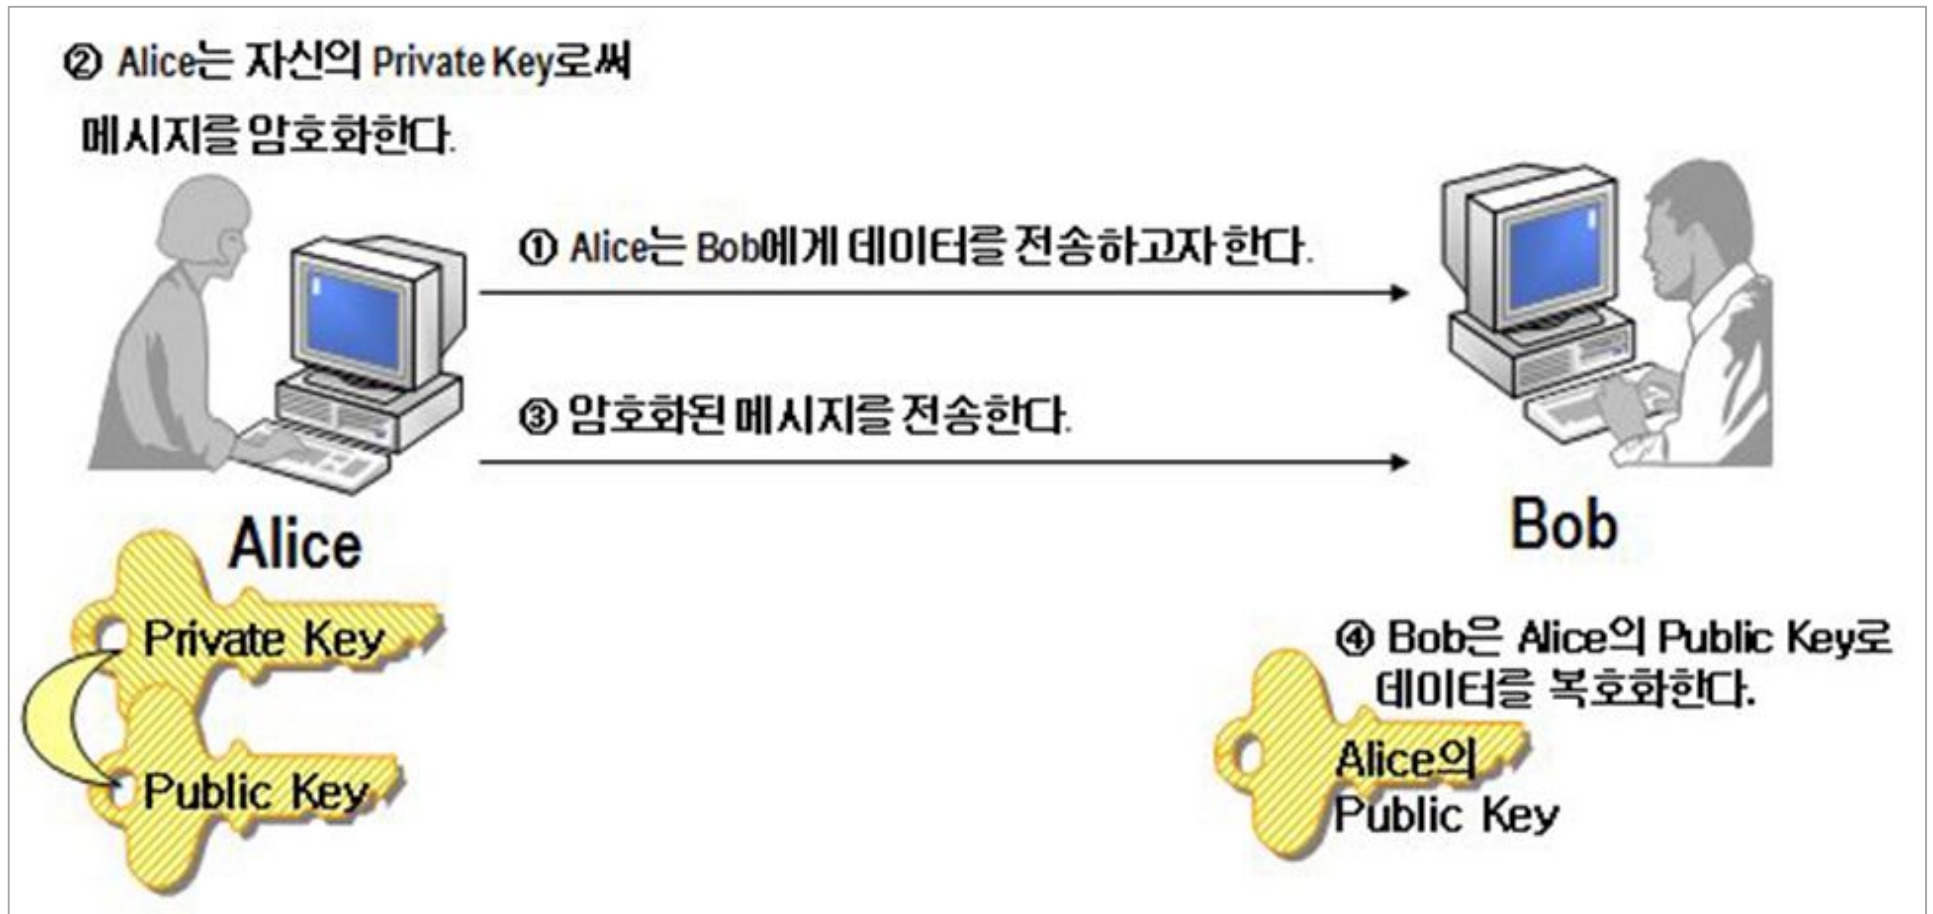 ② Alice는 자신의 Private Key로써
메시지를 암호화한다.
① Alice는 Bob에게 데이터를 전송하고자 한다.
③ 암호화된 메시지를 전송한다.
Alice
Bob
Private Key
Public Key
④ Bob은 Alice의 Public Key로
데이터를 복호화한다.
Alice의
Public Key